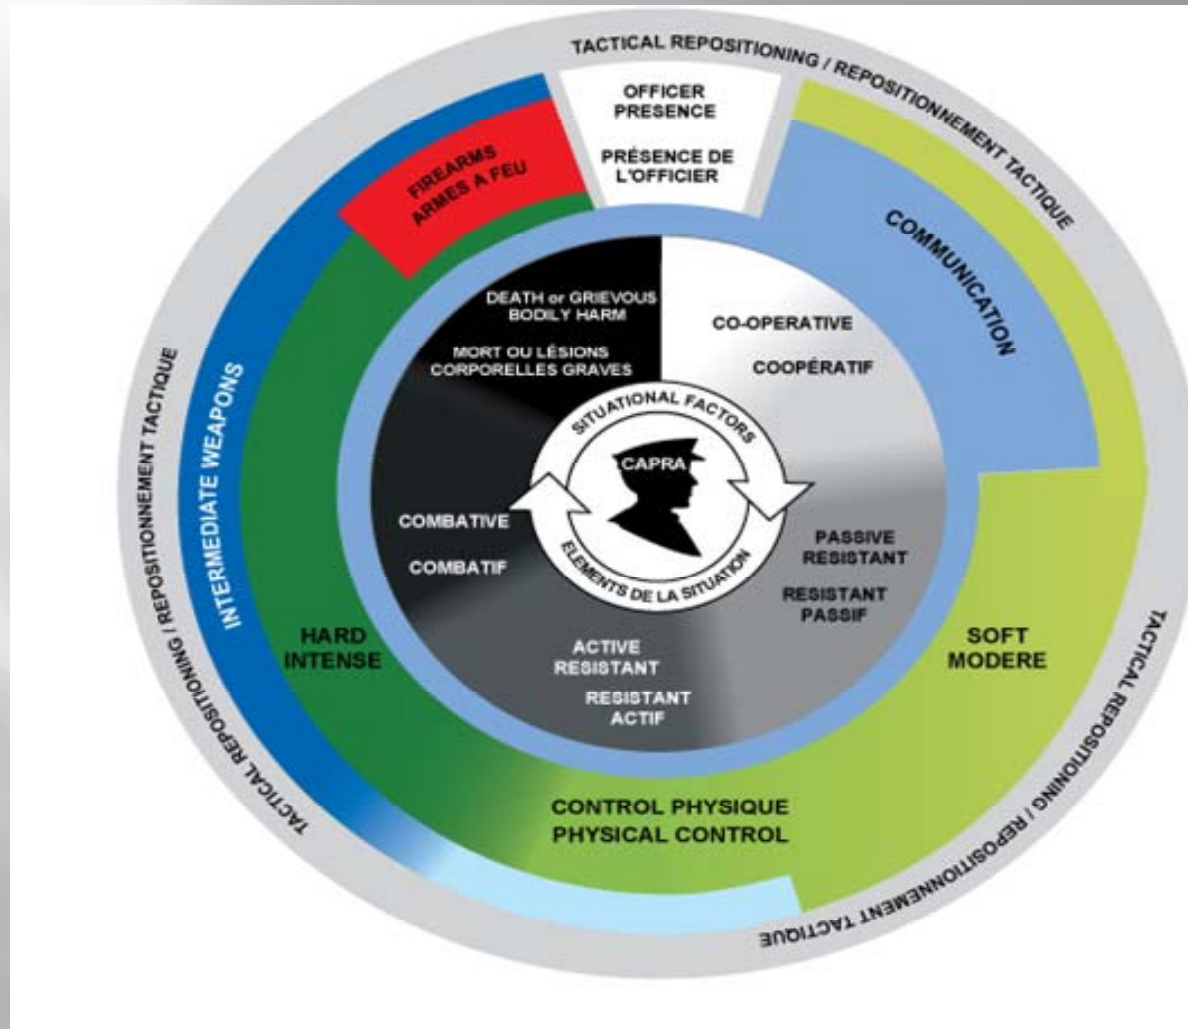 TACTICAL REPOSITIONING / REPOSITIONNEMENT TACTIQUE
OFFICER
PRESENCE
PRÉSENCE DE
L'OFFICIER
FIREARMS
ARMES A FEU
COMMUNICATION
DEATH or GRIEVOUS
BODILY HARM
MORT OU LÉSIONS
CORPORELLES GRAVES
CO-OPERATIVE
COOPÉRATIF
SITUATIONAL FACTORS
CAPRA
ELEMENTS DE LA SITUATION
COMBATIVE
COMBATIF
PASSIVE
RESISTANT
RESISTANT
PASSIF
ACTIVE
RESISTANT
RESISTANT
ACTIF
INTERMEDIATE WEAPONS
HARD
INTENSE
SOFT
MODERE
CONTROL PHYSIQUE
PHYSICAL CONTROL
TACTICAL REPOSITIONING / REPOSITIONNEMENT TACTIQUE
TACTICAL REPOSITIONING / REPOSITIONNEMENT TACTIQUE